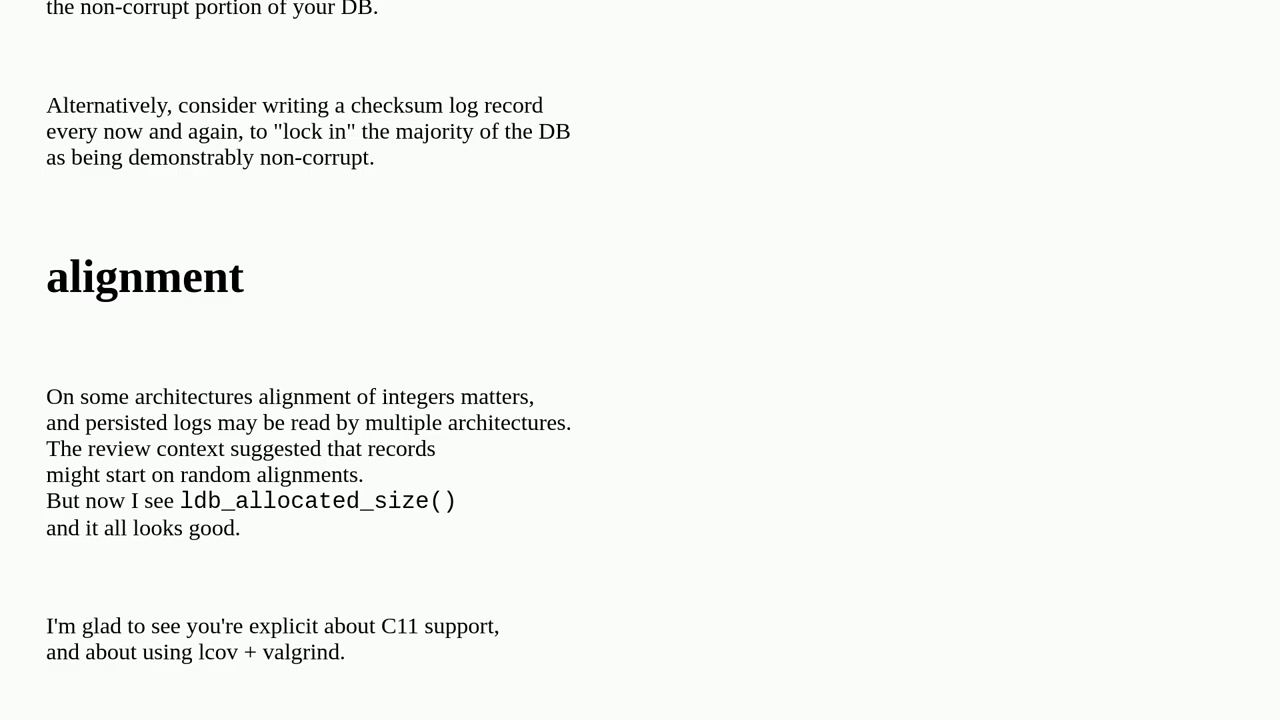 the non-corrupt portion of your DB.
Alternatively, consider writing a checksum log record
every now and again, to "lock in" the majority of the DB
as being demonstrably non-corrupt.
alignment
On some architectures alignment of integers matters,
and persisted logs may be read by multiple architectures.
The review context suggested that records
might start on random alignments.
But now I see ldb_allocated_size()
and it all looks good.
I'm glad to see you're explicit about C11 support,
and about using lcov + valgrind.